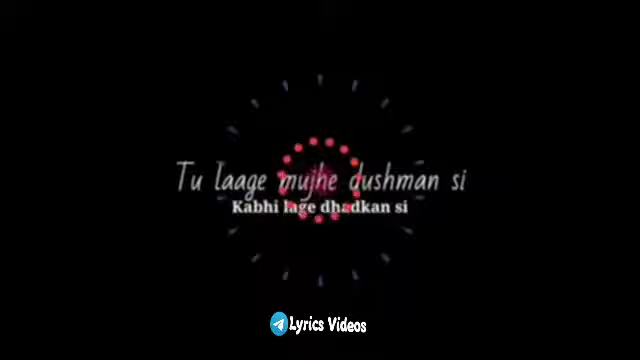 Tu laage mujhe dushman si
Kabhi lage dhadkan si
Lyrics Videos